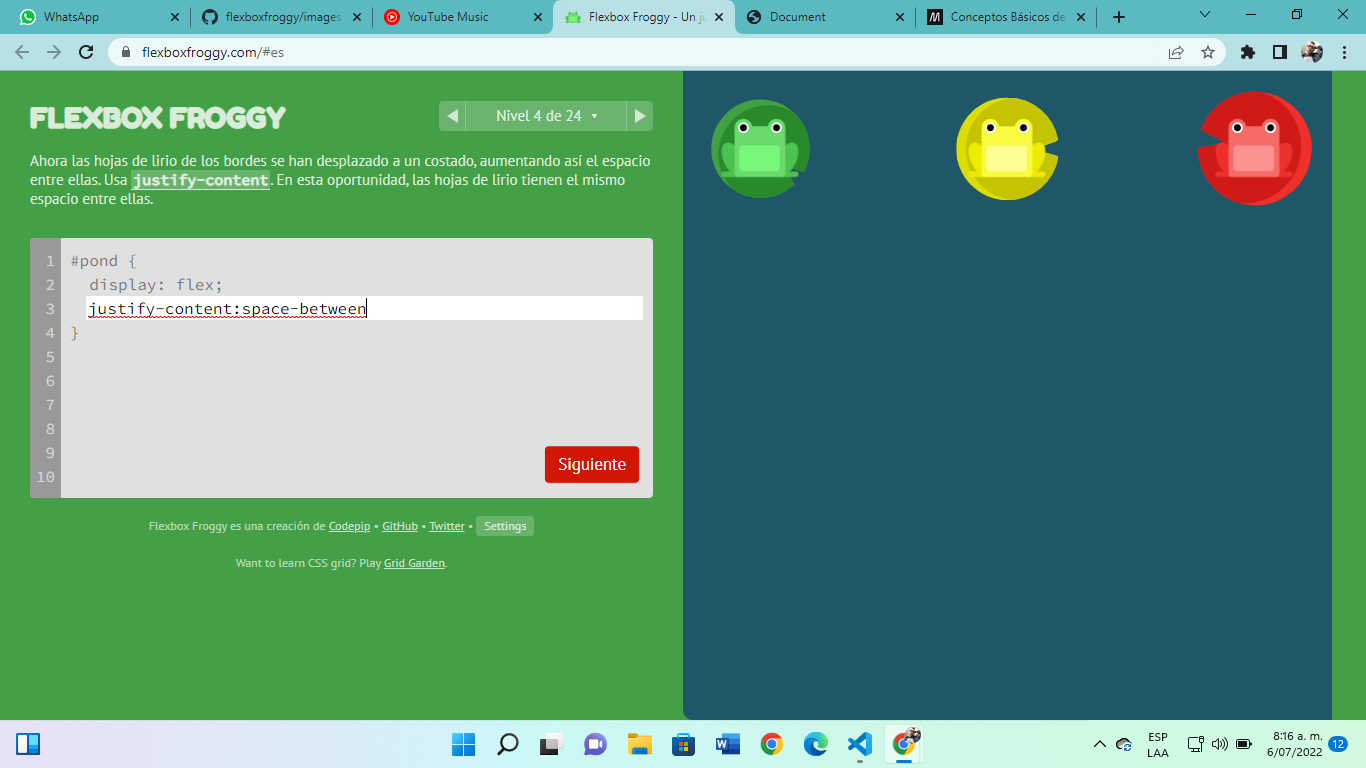 WhatsApp
flexboxfroggy/images
YouTube Music
Flexbox Froggy - Un ju
Document
Conceptos Básicos de
flexboxfroggy.com/#es
FLEXBOX FROGGY
Nivel 4 de 24
Ahora las hojas de lirio de los bordes se han desplazado a un costado, aumentando así el espacio
entre ellas. Usa justify-content. En esta oportunidad, las hojas de lirio tienen el mismo
espacio entre ellas.
1 #pond {
2 display: flex;
3 justify-content:space-between
4 }
5
6
7
8
9
10
Siguiente
Flexbox Froggy es una creación de Codepip • GitHub • Twitter • Settings
Want to learn CSS grid? Play Grid Garden.
ESP
LAA
8:16 a. m.
6/07/2022
12